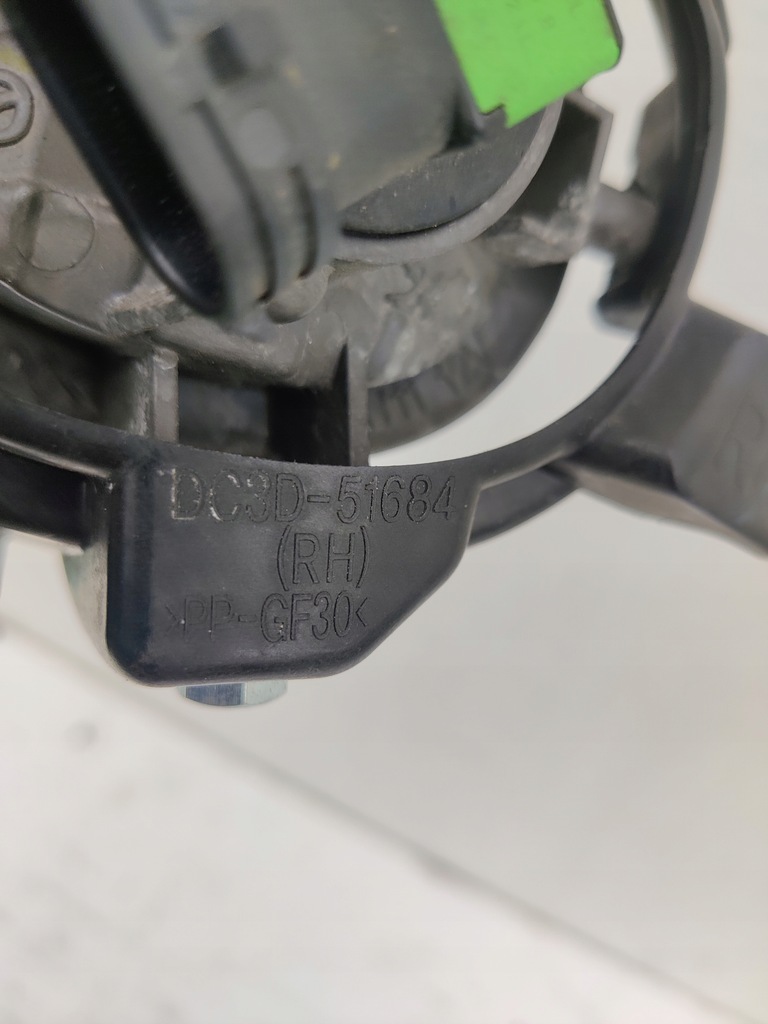 DC3D-51684
(RH)
>PP-GF30<